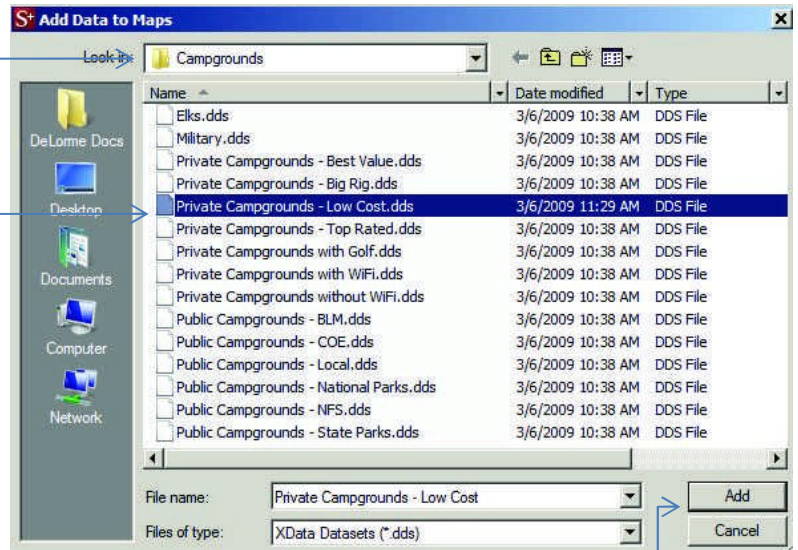 S+ Add Data to Maps
Look in:
Campgrounds
Name Date modified Type
DeLorme Docs
Desktop
Documents
Computer
Network
Elks.dds 3/6/2009 10:38 AM DDS File
Military.dds 3/6/2009 10:38 AM DDS File
Private Campgrounds - Best Value.dds 3/6/2009 10:38 AM DDS File
Private Campgrounds - Big Rig.dds 3/6/2009 10:38 AM DDS File
Private Campgrounds - Low Cost.dds 3/6/2009 11:29 AM DDS File
Private Campgrounds - Top Rated.dds 3/6/2009 10:38 AM DDS File
Private Campgrounds with Golf.dds 3/6/2009 10:38 AM DDS File
Private Campgrounds with WiFi.dds 3/6/2009 10:38 AM DDS File
Private Campgrounds without WiFi.dds 3/6/2009 10:38 AM DDS File
Public Campgrounds - BLM.dds 3/6/2009 10:38 AM DDS File
Public Campgrounds - COE.dds 3/6/2009 10:38 AM DDS File
Public Campgrounds - Local.dds 3/6/2009 10:38 AM DDS File
Public Campgrounds - National Parks.dds 3/6/2009 10:38 AM DDS File
Public Campgrounds - NFS.dds 3/6/2009 10:38 AM DDS File
Public Campgrounds - State Parks.dds 3/6/2009 10:38 AM DDS File
File name: Private Campgrounds - Low Cost Add
Files of type: XData Datasets (*.dds) Cancel